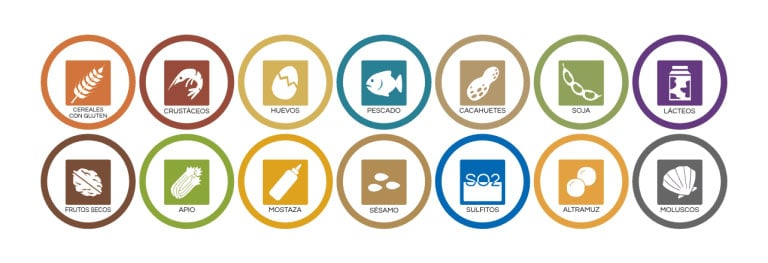 CEREALES
CON GLUTEN
CRUSTÁCEOS
HUEVOS
PESCADO
CACAHUETES
SOJA
LÁCTEOS
FRUTOS SECOS
APIO
MOSTAZA
SÉSAMO
SO2
SULFITOS
ALTRAMUZ
MOLUSCOS